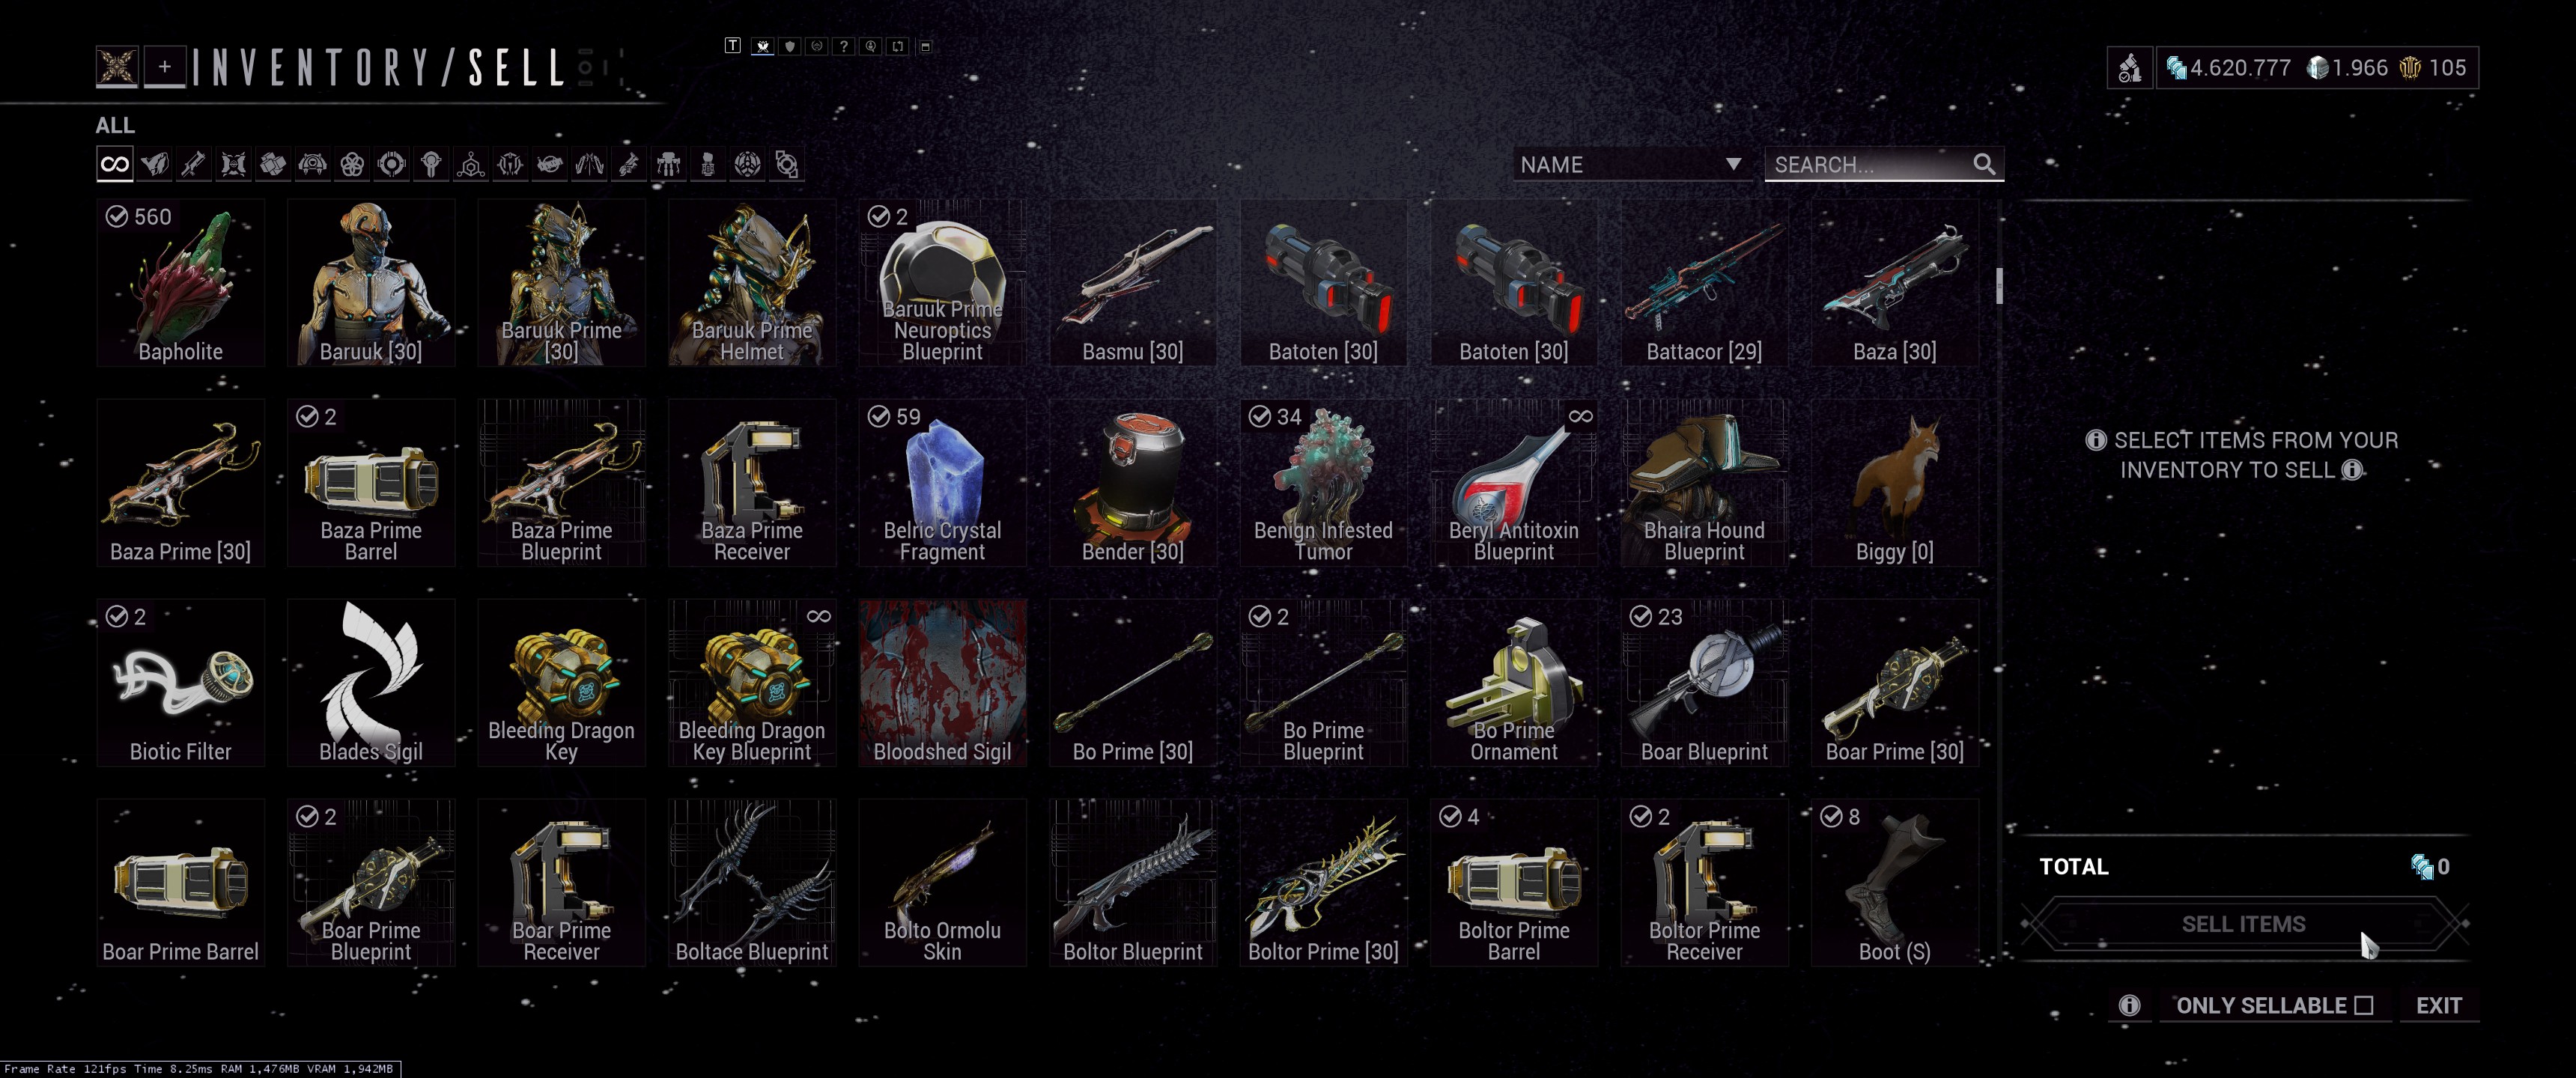 INVENTORY/SELL
T
?
4.620.777 1.966 105
ALL
NAME
SEARCH...
560
Bapholite
Baruuk [30]
Baruuk Prime
[30]
Baruuk Prime
Helmet
2
Baruuk Prime
Neuroptics
Blueprint
Basmu [30]
Batoten [30]
Batoten [30]
Battacor [29]
Baza [30]
Baza Prime [30]
2
Baza Prime
Barrel
Baza Prime
Blueprint
Baza Prime
Receiver
59
Belric Crystal
Fragment
Bender [30]
34
Benign Infested
Tumor
∞
Beryl Antitoxin
Blueprint
Bhaira Hound
Blueprint
Biggy [0]
2
Biotic Filter
Blades Sigil
Bleeding Dragon
Key
∞
Bleeding Dragon
Key Blueprint
Bloodshed Sigil
Bo Prime [30]
2
Bo Prime
Blueprint
Bo Prime
Ornament
23
Boar Blueprint
Boar Prime [30]
Boar Prime Barrel
2
Boar Prime
Blueprint
Boar Prime
Receiver
Boltace Blueprint
Bolto Ormolu
Skin
Boltor Blueprint
Boltor Prime [30]
4
Boltor Prime
Barrel
2
Boltor Prime
Receiver
8
Boot (S)
SELECT ITEMS FROM YOUR
INVENTORY TO SELL
TOTAL 0
SELL ITEMS
ONLY SELLABLE
EXIT
Frame Rate 121fps Time 8.25ms RAM 1,476MB VRAM 1,942MB